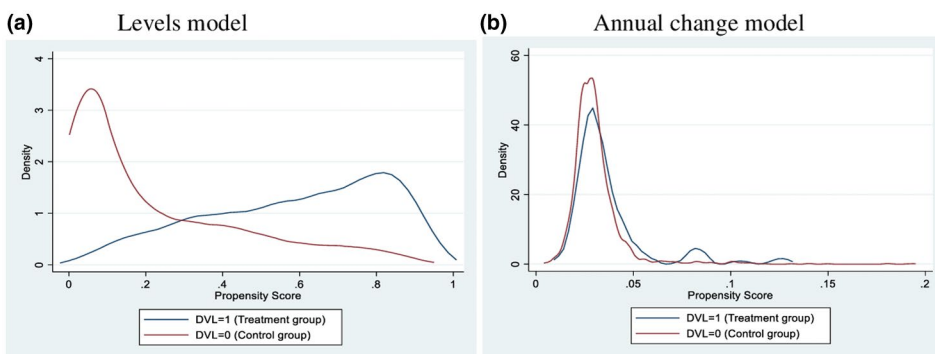 (a) Levels model
4
3
2
1
0
Density
0 .2 .4 .6 .8 1
Propensity Score
DVL=1 (Treatment group)
DVL=0 (Control group)
(b) Annual change model
60
40
20
0
Density
0 .05 .1 .15 .2
Propensity Score
DVL=1 (Treatment group)
DVL=0 (Control group)